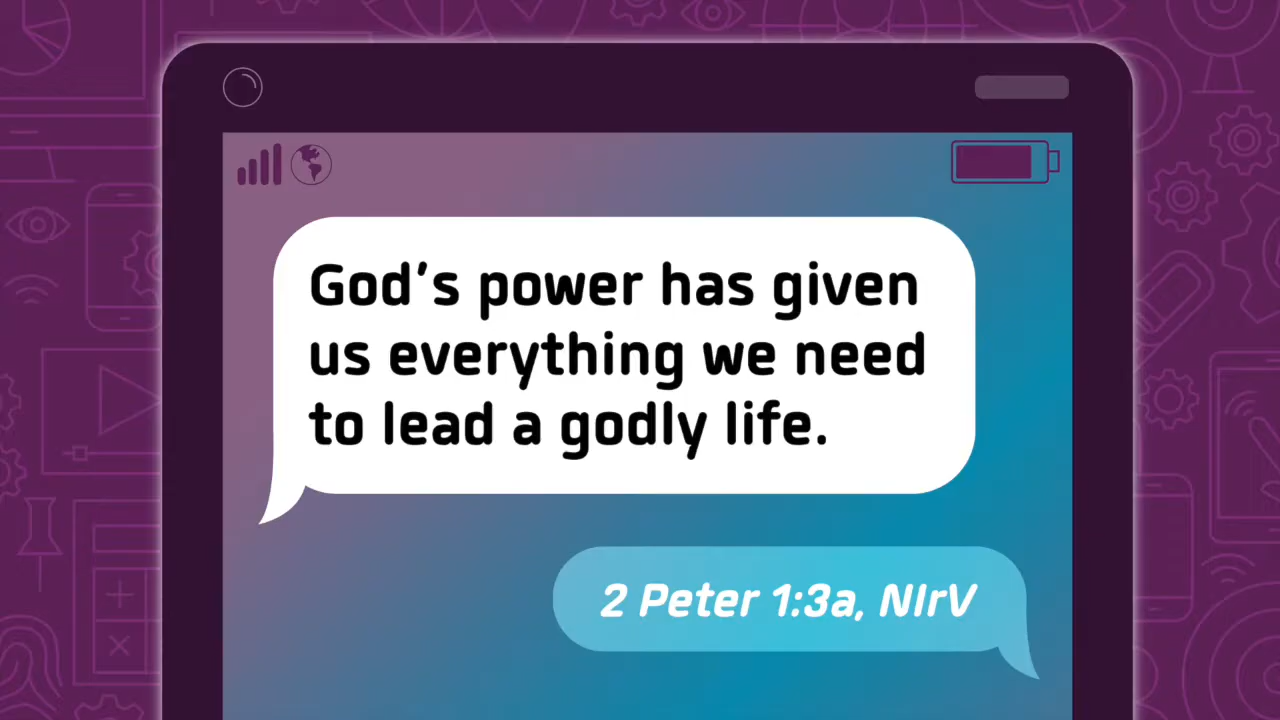 God's power has given
us everything we need
to lead a godly life.
2 Peter 1:3a, NIrV